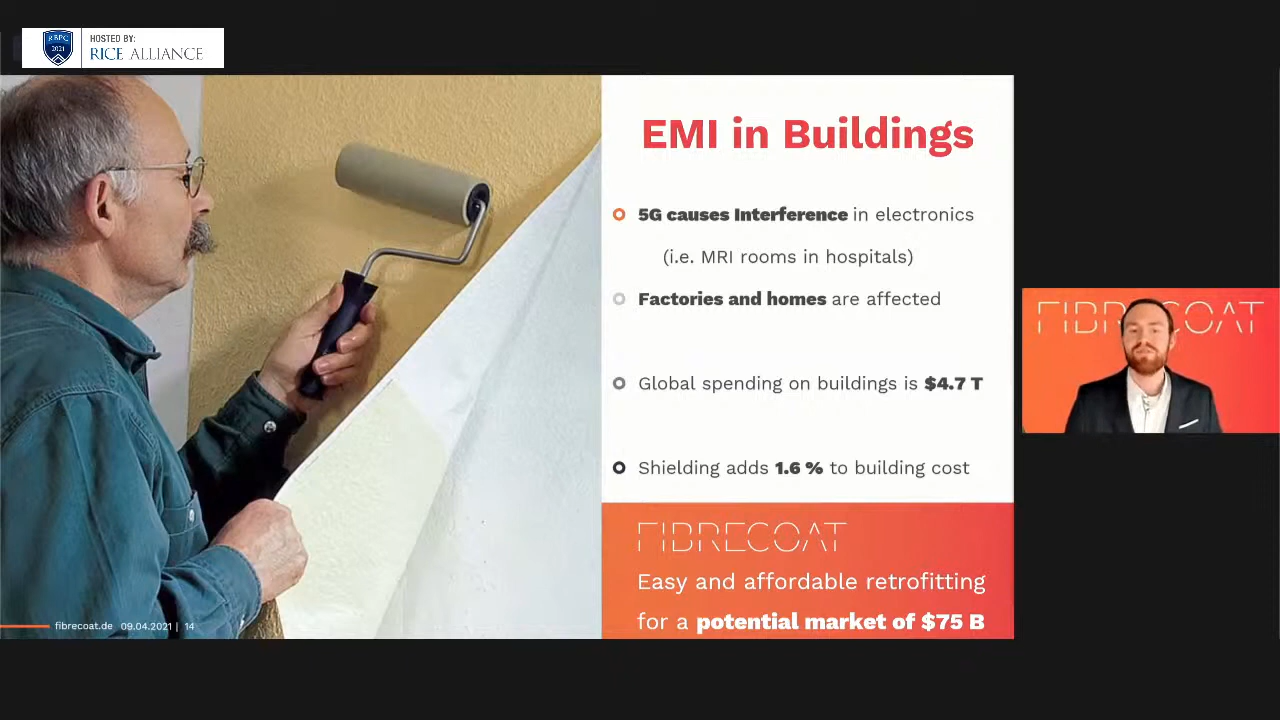 RBPC
2021
HOSTED BY:
RICE ALLIANCE
EMI in Buildings
5G causes Interference in electronics
(i.e. MRI rooms in hospitals)
Factories and homes are affected
Global spending on buildings is $4.7 T
Shielding adds 1.6 % to building cost
FIBRECOAT
Easy and affordable retrofitting
for a potential market of $75 B
fibrecoat.de 09.04.2021 | 14
FIBRECOAT